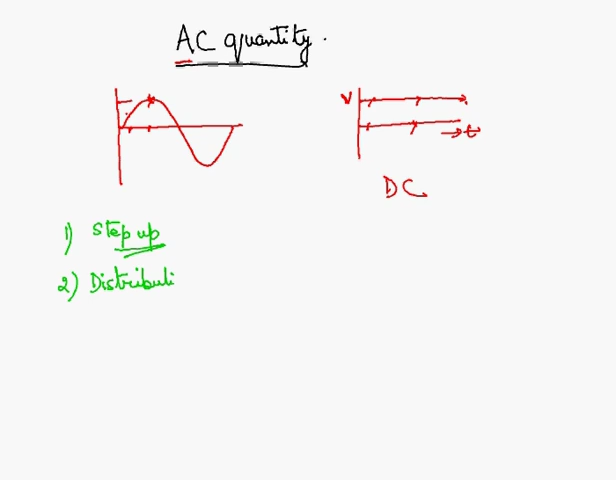 AC quantity.
V
t
DC
1) Step up
2) Distributi